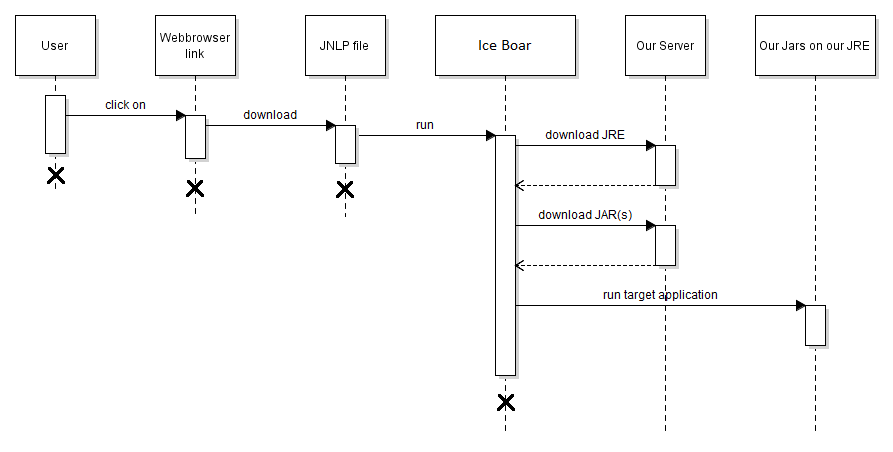 User
Webbrowser
link
JNLP file
Ice Boar
Our Server
Our Jars on our JRE
click on
download
run
download JRE
download JAR(s)
run target application